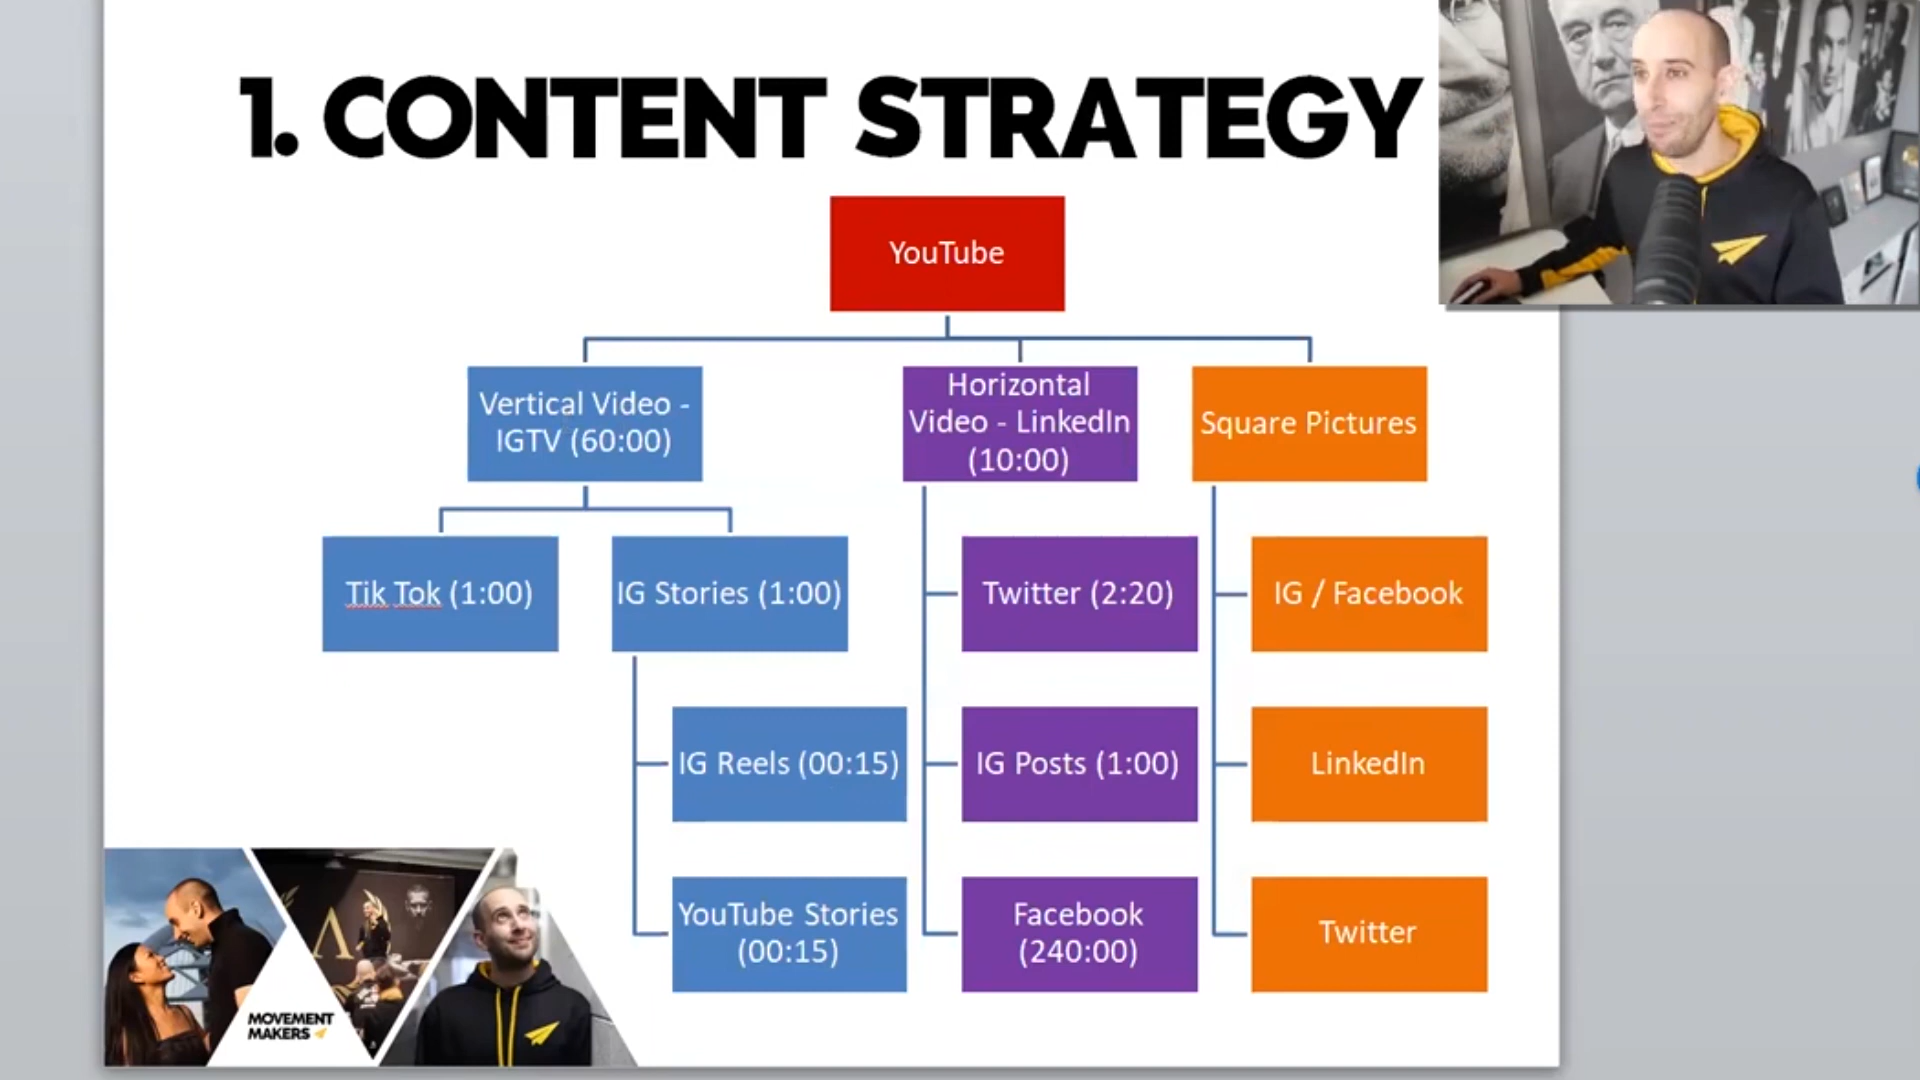 1. CONTENT STRATEGY
YouTube
Vertical Video -
IGTV (60:00)
Horizontal
Video - LinkedIn
(10:00)
Square Pictures
Tik Tok (1:00)
IG Stories (1:00)
Twitter (2:20)
IG / Facebook
IG Reels (00:15)
IG Posts (1:00)
LinkedIn
YouTube Stories
(00:15)
Facebook
(240:00)
Twitter
MOVEMENT
MAKERS